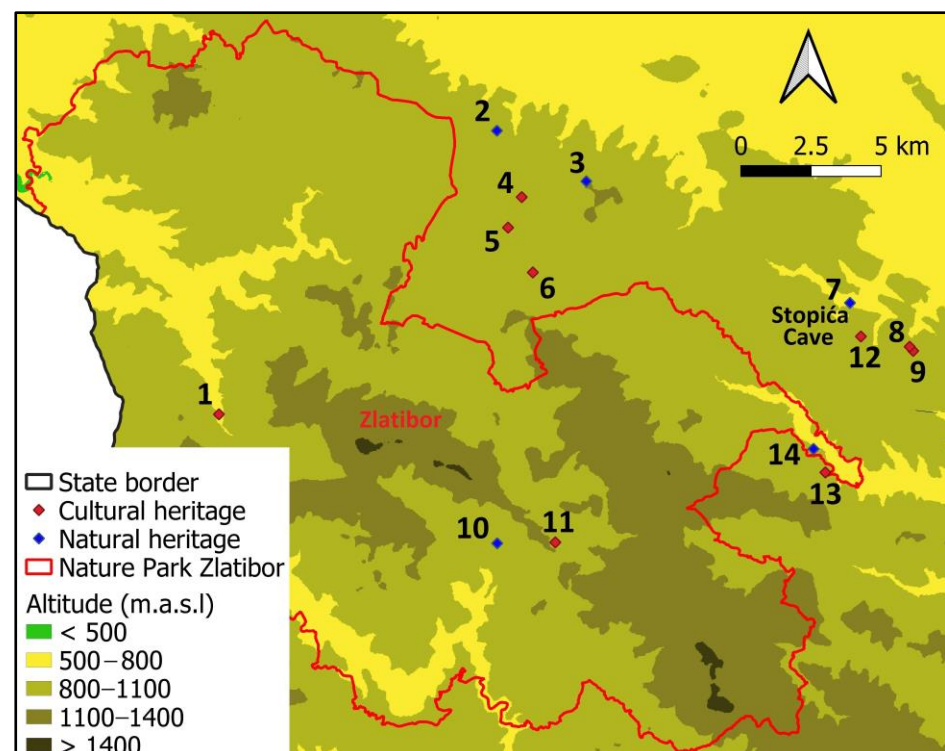 2
3
0 2.5 5 km
4
5
6
7
Stopića
Cave
8
12
9
1
Zlatibor
14
13
10
11
State border
Cultural heritage
Natural heritage
Nature Park Zlatibor
Altitude (m.a.s.l)
< 500
500–800
800–1100
1100–1400
> 1400